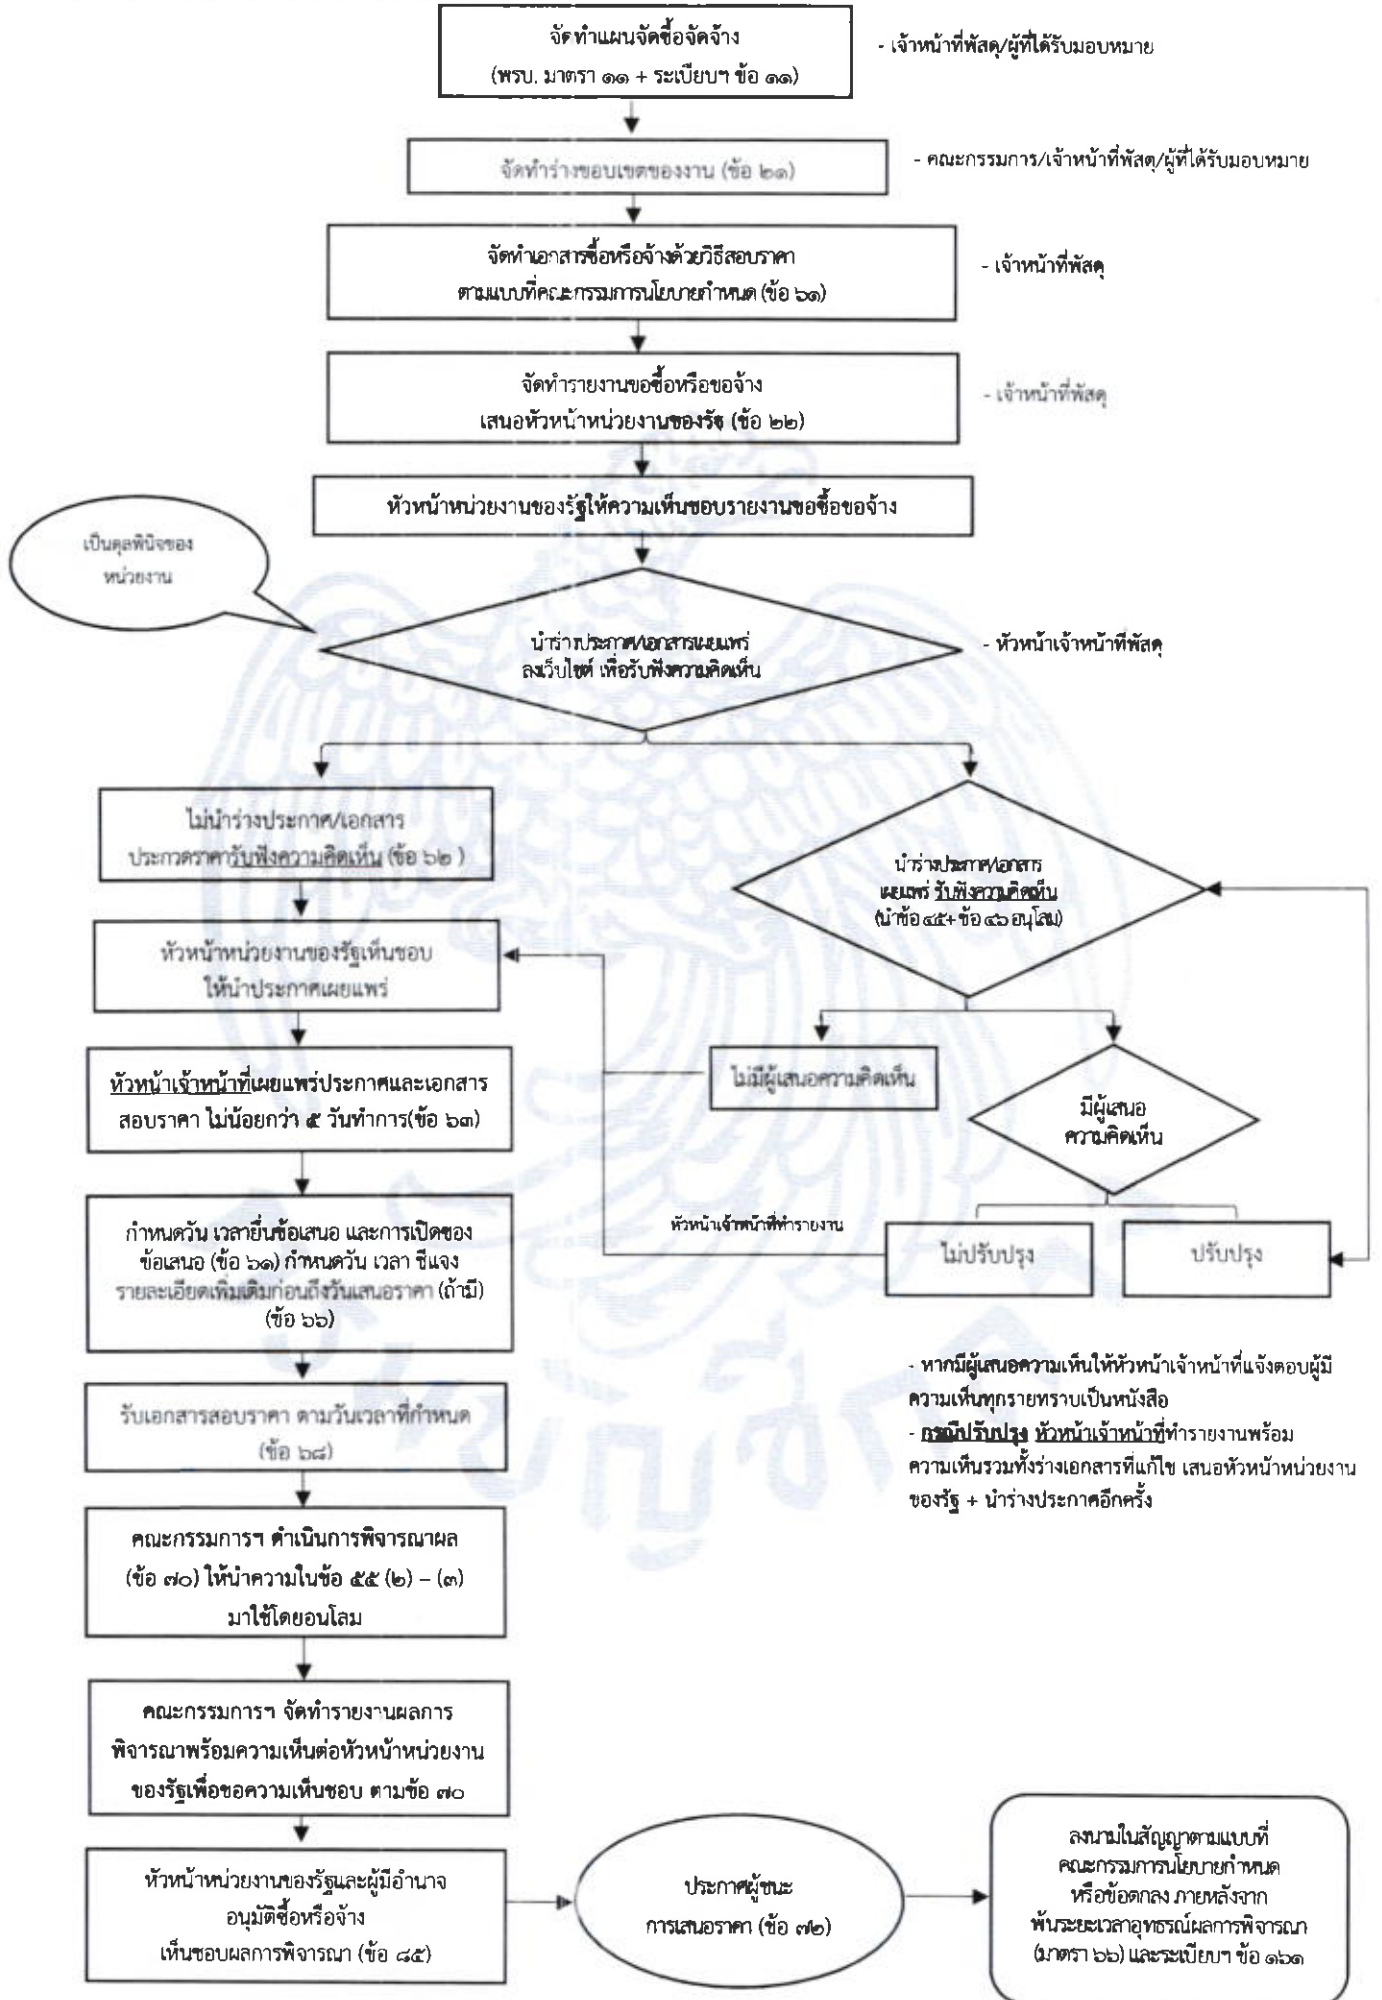 จัดทำแผนจัดซื้อจัดจ้าง
(พรบ. มาตรา ๑๑ + ระเบียบฯ ข้อ ๑๑)
- เจ้าหน้าที่พัสดุ/ผู้ที่ได้รับมอบหมาย
จัดทำร่างขอบเขตของงาน (ข้อ ๒๑)
- คณะกรรมการ/เจ้าหน้าที่พัสดุ/ผู้ที่ได้รับมอบหมาย
จัดทำเอกสารซื้อหรือจ้างด้วยวิธีสอบราคา
ตามแบบที่คณะกรรมการนโยบายกำหนด (ข้อ ๖๑)
- เจ้าหน้าที่พัสดุ
จัดทำรายงานขอซื้อหรือขอจ้าง
เสนอหัวหน้าหน่วยงานของรัฐ (ข้อ ๒๒)
- เจ้าหน้าที่พัสดุ
หัวหน้าหน่วยงานของรัฐให้ความเห็นชอบรายงานขอซื้อขอจ้าง
เป็นดุลพินิจของ
หน่วยงาน
นำร่างประกาศ/เอกสารเผยแพร่
ลงเว็บไซต์ เพื่อรับฟังความคิดเห็น
- หัวหน้าเจ้าหน้าที่พัสดุ
ไม่นำร่างประกาศ/เอกสาร
ประกวดราคารับฟังความคิดเห็น (ข้อ ๖๒ )
นำร่างประกาศ/เอกสาร
เผยแพร่ รับฟังความคิดเห็น
(นำข้อ ๔๕+ ข้อ ๔๖ อนุโลม)
หัวหน้าหน่วยงานของรัฐเห็นชอบ
ให้นำประกาศเผยแพร่
หัวหน้าเจ้าหน้าที่เผยแพร่ประกาศและเอกสาร
สอบราคา ไม่น้อยกว่า ๕ วันทำการ(ข้อ ๖๓)
ไม่มีผู้เสนอความคิดเห็น
มีผู้เสนอ
ความคิดเห็น
กำหนดวัน เวลายื่นข้อเสนอ และการเปิดซอง
ข้อเสนอ (ข้อ ๖๑) กำหนดวัน เวลา ชี้แจง
รายละเอียดเพิ่มเติมก่อนถึงวันเสนอราคา (ถ้ามี)
(ข้อ ๖๖)
หัวหน้าเจ้าหน้าที่ทำรายงาน
ไม่ปรับปรุง
ปรับปรุง
- หากมีผู้เสนอความเห็นให้หัวหน้าเจ้าหน้าที่แจ้งตอบผู้มี
ความเห็นทุกรายทราบเป็นหนังสือ
- กรณีปรับปรุง หัวหน้าเจ้าหน้าที่ทำรายงานพร้อม
ความเห็นรวมทั้งร่างเอกสารที่แก้ไข เสนอหัวหน้าหน่วยงาน
ของรัฐ + นำร่างประกาศอีกครั้ง
รับเอกสารสอบราคา ตามวันเวลาที่กำหนด
(ข้อ ๖๘)
คณะกรรมการฯ ดำเนินการพิจารณาผล
(ข้อ ๗๐) ให้นำความในข้อ ๕๕ (๒) – (๓)
มาใช้โดยอนุโลม
คณะกรรมการฯ จัดทำรายงานผลการ
พิจารณาพร้อมความเห็นต่อหัวหน้าหน่วยงาน
ของรัฐเพื่อขอความเห็นชอบ ตามข้อ ๗๐
หัวหน้าหน่วยงานของรัฐและผู้มีอำนาจ
อนุมัติซื้อหรือจ้าง
เห็นชอบผลการพิจารณา (ข้อ ๘๕)
ประกาศผู้ชนะ
การเสนอราคา (ข้อ ๗๒)
ลงนามในสัญญาตามแบบที่
คณะกรรมการนโยบายกำหนด
หรือข้อตกลง ภายหลังจาก
พ้นระยะเวลาอุทธรณ์ผลการพิจารณา
(มาตรา ๖๖) และระเบียบฯ ข้อ ๑๖๑